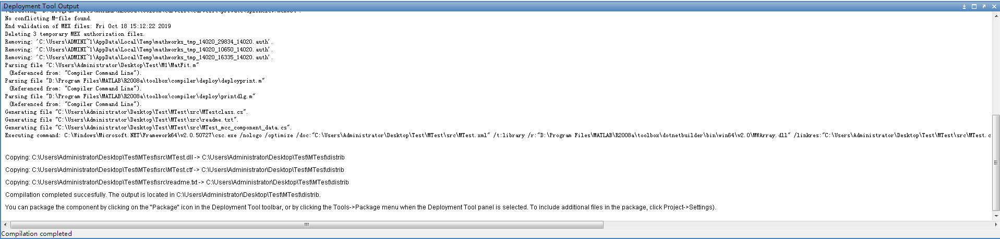 Deployment Tool Output
No conflicting M-file found.
End validation of MEX files: Fri Oct 18 15:12:22 2019
Deleting 3 temporary MEX authorization files.
Removing: 'C:\Users\ADMINI~1\AppData\Local\Temp\mathworks_tmp_14020_29834_14020.auth'.
Removing: 'C:\Users\ADMINI~1\AppData\Local\Temp\mathworks_tmp_14020_10650_14020.auth'.
Removing: 'C:\Users\ADMINI~1\AppData\Local\Temp\mathworks_tmp_14020_16335_14020.auth'.
Parsing file "C:\Users\Administrator\Desktop\Test\M1\MatFit.m"
(Referenced from: "Compiler Command Line").
Parsing file "D:\Program Files\MATLAB\R2008a\toolbox\compiler\deploy\deployprint.m"
(Referenced from: "Compiler Command Line").
Parsing file "D:\Program Files\MATLAB\R2008a\toolbox\compiler\deploy\printdlg.m"
(Referenced from: "Compiler Command Line").
Generating file "C:\Users\Administrator\Desktop\Test\MTest\src\MTestclass.cs".
Generating file "C:\Users\Administrator\Desktop\Test\MTest\src\readme.txt".
Generating file "C:\Users\Administrator\Desktop\Test\MTest\src\MTest_mcc_component_data.cs".
Executing command: C:\Windows\Microsoft.NET\Framework64\v2.0.50727\csc.exe /nologo /optimize /doc:"C:\Users\Administrator\Desktop\Test\MTest\src\MTest.xml" /t:library /r:"D:\Program Files\MATLAB\R2008a\toolbox\dotnetbuilder\bin\win64\v2.0\MWArray.dll" /linkres:"C:\Users\Administrator\Desktop\Test\MTest\src\MTest.c
Copying: C:\Users\Administrator\Desktop\Test\MTest\src\MTest.dll -> C:\Users\Administrator\Desktop\Test\MTest\distrib
Copying: C:\Users\Administrator\Desktop\Test\MTest\src\MTest.ctf -> C:\Users\Administrator\Desktop\Test\MTest\distrib
Copying: C:\Users\Administrator\Desktop\Test\MTest\src\readme.txt -> C:\Users\Administrator\Desktop\Test\MTest\distrib
Compilation completed succesfully. The output is located in C:\Users\Administrator\Desktop\Test\MTest\distrib.
You can package the component by clicking on the "Package" icon in the Deployment Tool toolbar, or by clicking the Tools->Package menu when the Deployment Tool panel is selected. To include additional files in the package, click Project->Settings).
Compilation completed